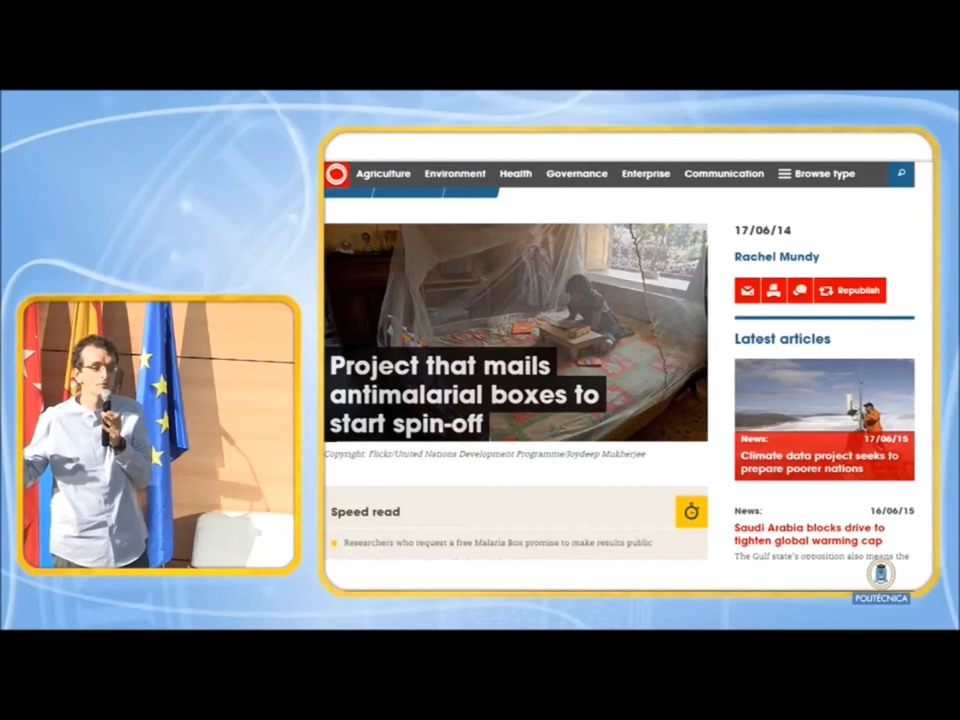 Agriculture Environment Health Governance Enterprise Communication Browse type
17/06/14
Rachel Mundy
Republish
Latest articles
Project that mails
antimalarial boxes to
start spin-off
Copyright: Flickr/United Nations Development Programme/Joydeep Mukherjee
News: 17/06/15
Climate data project seeks to
prepare poorer nations
Speed read
Researchers who request a free Malaria Box promise to make results public
News: 16/06/15
Saudi Arabia blocks drive to
tighten global warming cap
The Gulf state's opposition also means the
POLITÉCNICA